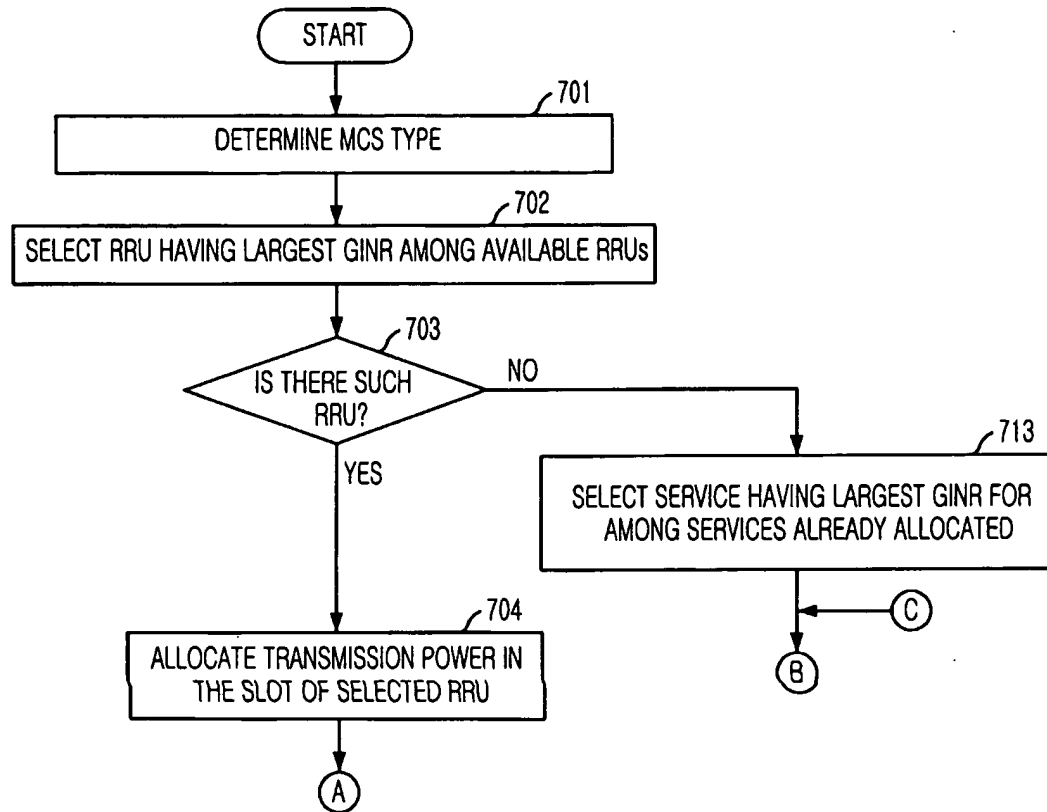 START
701
DETERMINE MCS TYPE
702
SELECT RRU HAVING LARGEST GINR AMONG AVAILABLE RRUs
703
IS THERE SUCH
RRU?
NO
YES
713
SELECT SERVICE HAVING LARGEST GINR FOR
AMONG SERVICES ALREADY ALLOCATED
C
B
704
ALLOCATE TRANSMISSION POWER IN
THE SLOT OF SELECTED RRU
A